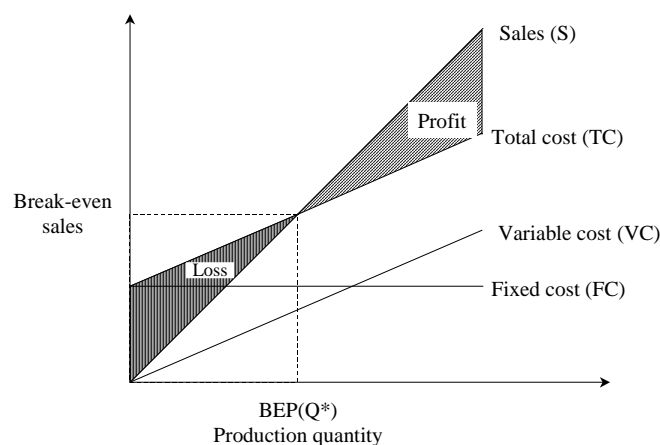 Sales (S)
Profit
Total cost (TC)
Break-even
sales
Variable cost (VC)
Loss
Fixed cost (FC)
BEP(Q*)
Production quantity